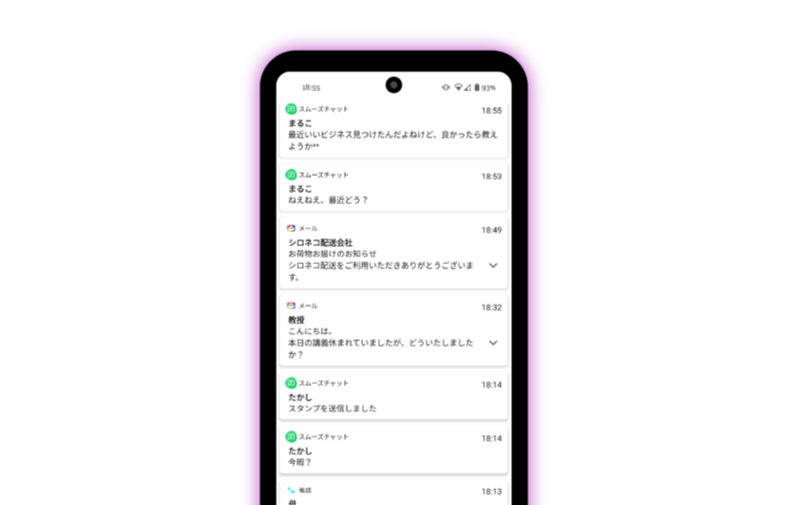 18:55 93%
スムーズチャット 18:55
まるこ
最近いいビジネス見つけたんだよねけど、良かったら教え
ようか^^
スムーズチャット 18:53
まるこ
ねえねえ、最近どう？
メール 18:49
シロネコ配送会社
お荷物お届けのお知らせ
シロネコ配送をご利用いただきありがとうございま
す。
メール 18:32
教授
こんにちは。
本日の講義休まれていましたが、どういたしました
か？
スムーズチャット 18:14
たかし
スタンプを送信しました
スムーズチャット 18:14
たかし
今暇？
電話 18:13